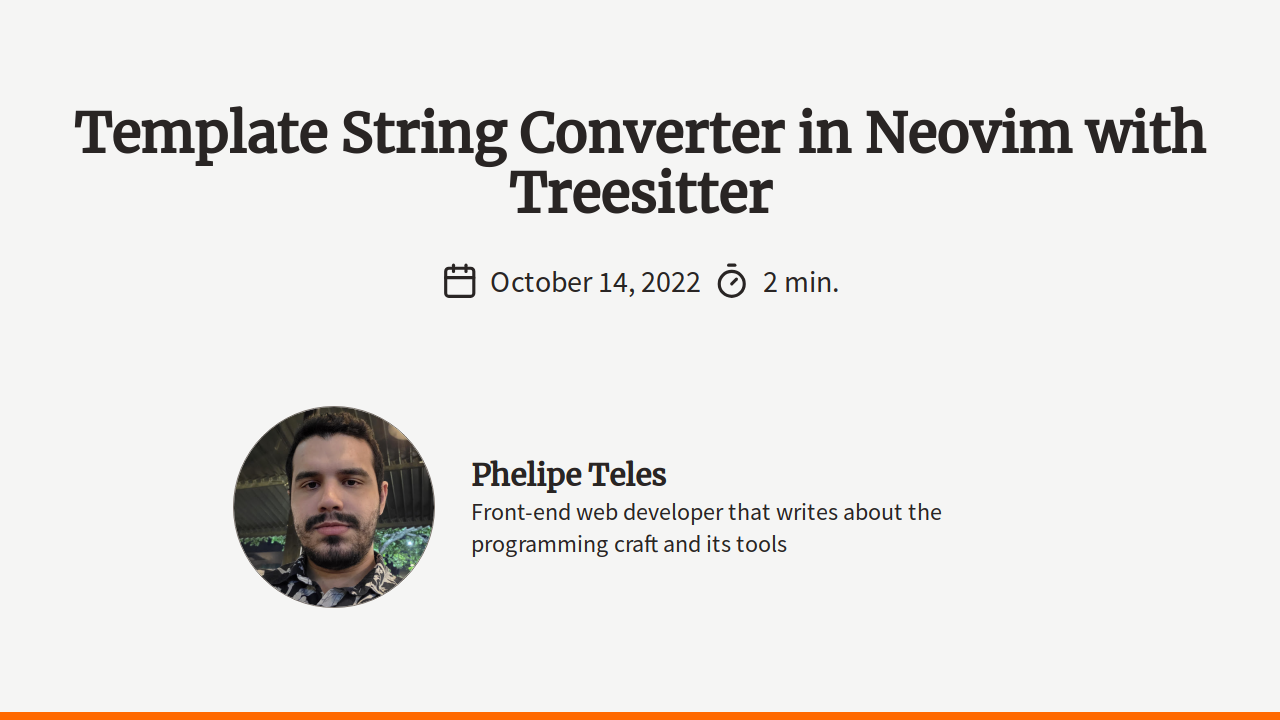 Template String Converter in Neovim with
Treesitter
October 14, 2022 2 min.
Phelipe Teles
Front-end web developer that writes about the
programming craft and its tools